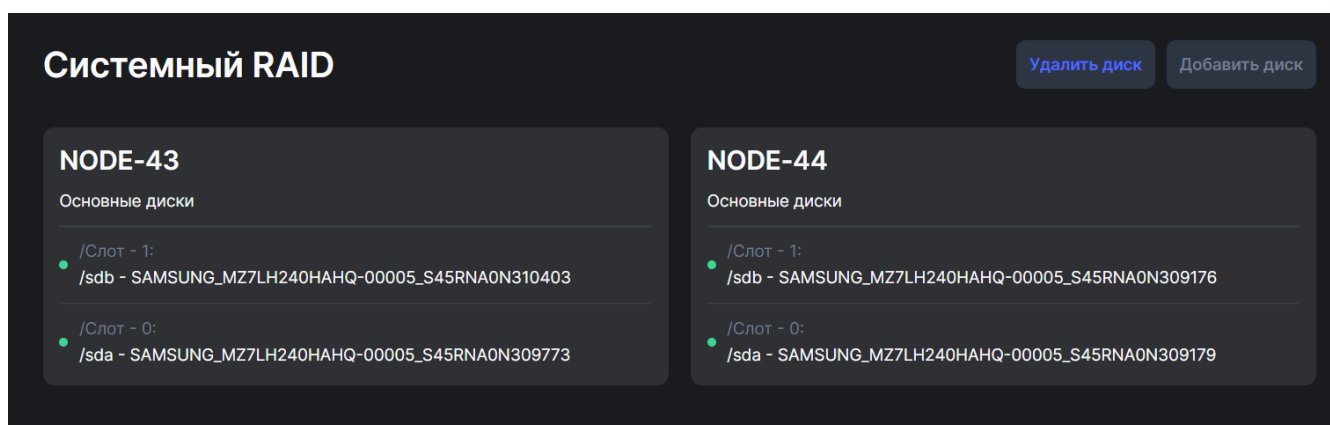 Системный RAID
Удалить диск
Добавить диск
NODE-43
Основные диски
/Слот - 1:
/sdb - SAMSUNG_MZ7LH240HAHQ-00005_S45RNA0N310403
/Слот - 0:
/sda - SAMSUNG_MZ7LH240HAHQ-00005_S45RNA0N309773
NODE-44
Основные диски
/Слот - 1:
/sdb - SAMSUNG_MZ7LH240HAHQ-00005_S45RNA0N309176
/Слот - 0:
/sda - SAMSUNG_MZ7LH240HAHQ-00005_S45RNA0N309179